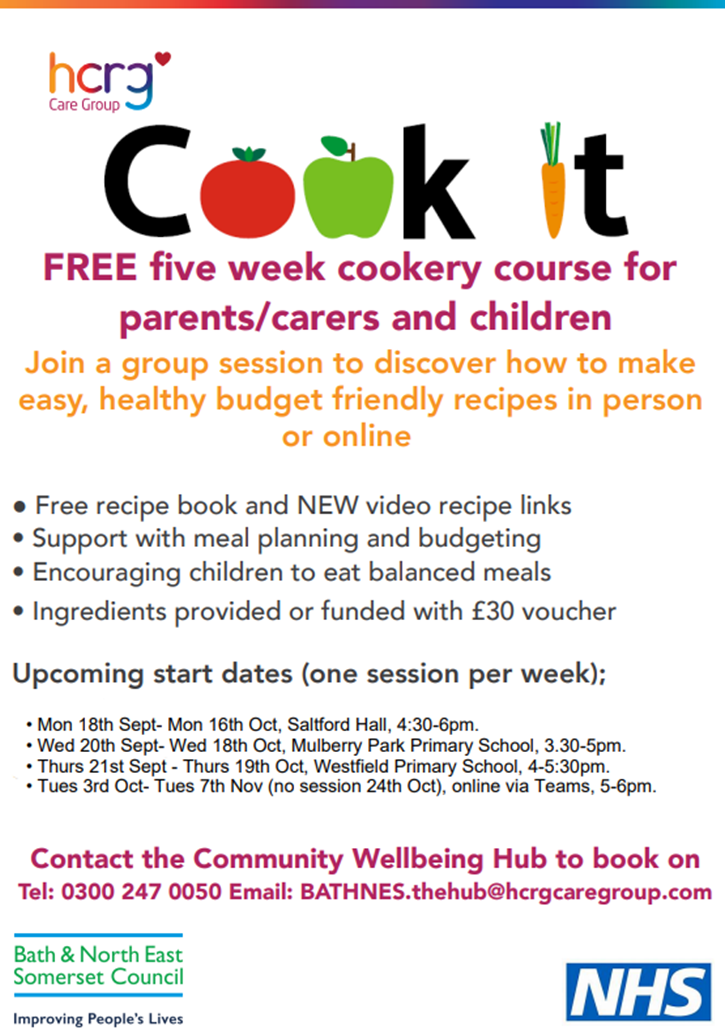 hcrg
Care Group
Cook it
FREE five week cookery course for
parents/carers and children
Join a group session to discover how to make
easy, healthy budget friendly recipes in person
or online
• Free recipe book and NEW video recipe links
• Support with meal planning and budgeting
• Encouraging children to eat balanced meals
• Ingredients provided or funded with £30 voucher
Upcoming start dates (one session per week);
• Mon 18th Sept- Mon 16th Oct, Saltford Hall, 4:30-6pm.
• Wed 20th Sept- Wed 18th Oct, Mulberry Park Primary School, 3.30-5pm.
• Thurs 21st Sept - Thurs 19th Oct, Westfield Primary School, 4-5:30pm.
• Tues 3rd Oct- Tues 7th Nov (no session 24th Oct), online via Teams, 5-6pm.
Contact the Community Wellbeing Hub to book on
Tel: 0300 247 0050 Email: BATHNES.thehub@hcrgcaregroup.com
Bath & North East
Somerset Council
Improving People's Lives
NHS